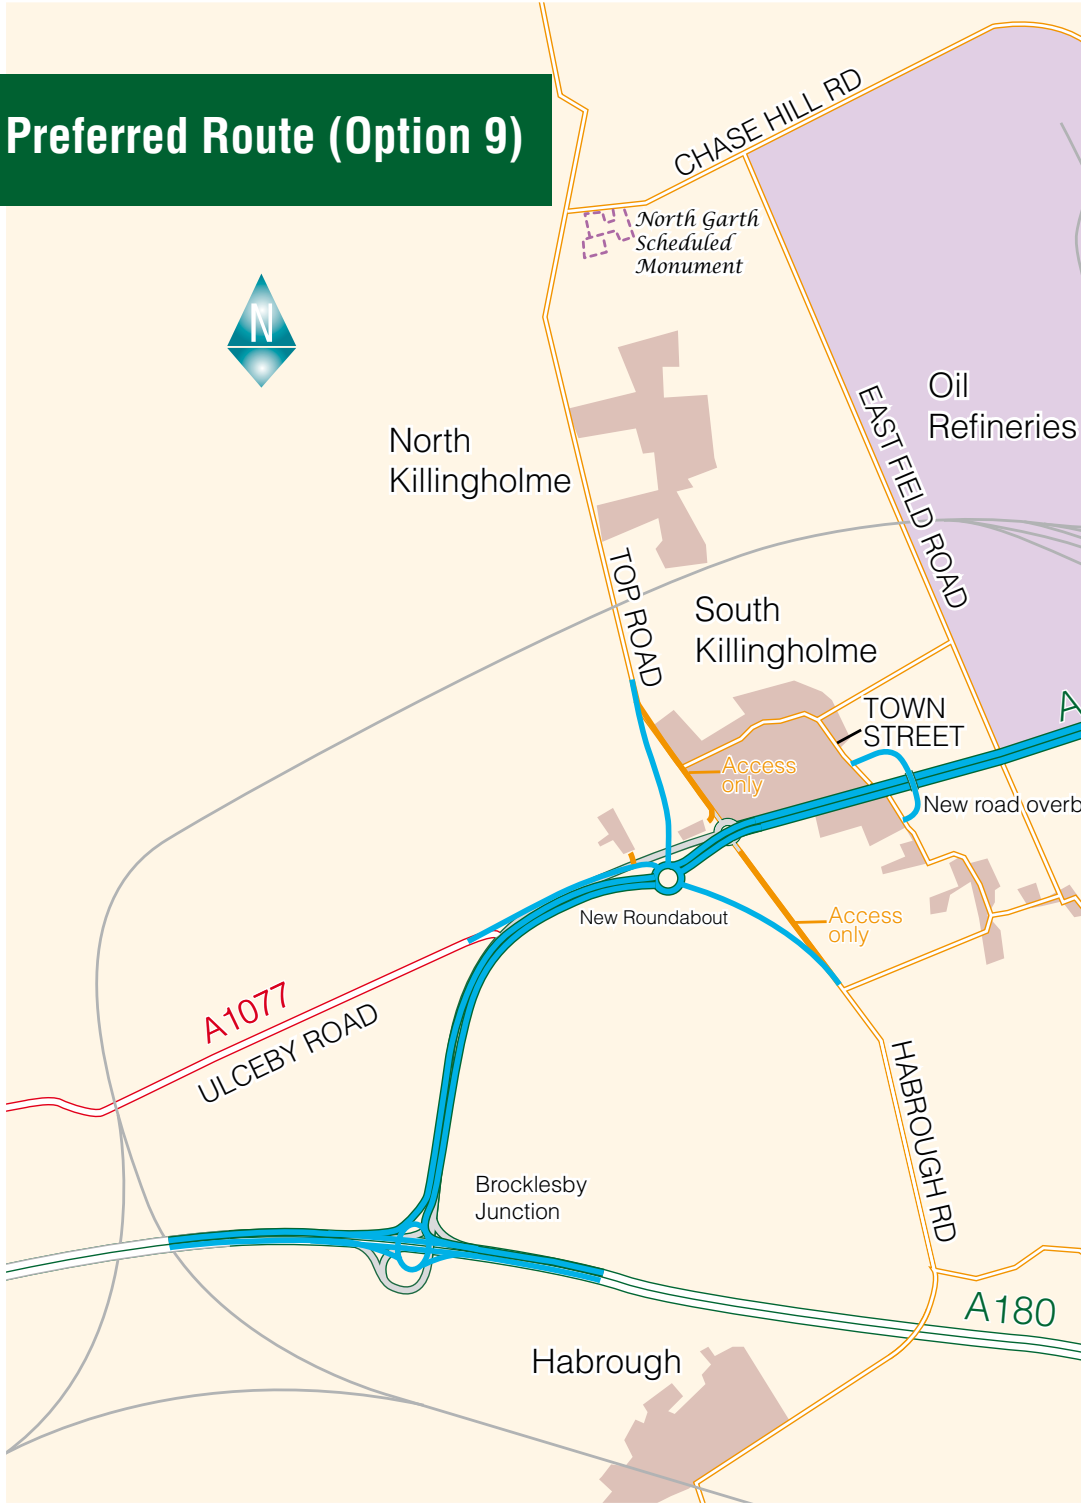 Preferred Route (Option 9)
CHASE HILL RD
North Garth
Scheduled
Monument
N
Oil
Refineries
EAST FIELD ROAD
North
Killingholme
TOP ROAD
South
Killingholme
TOWN
STREET
A
Access
only
New road overb
New Roundabout
Access
only
A1077
ULCEBY ROAD
HABROUGH RD
Brocklesby
Junction
A180
Habrough